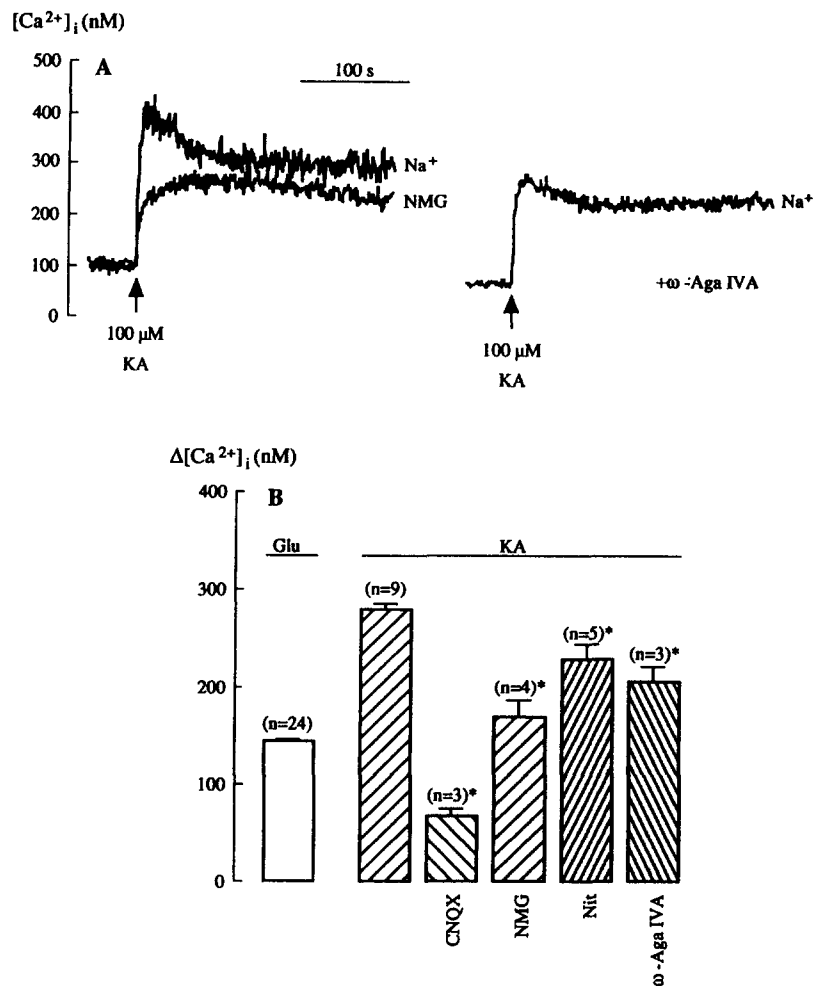 [Ca²⁺]ᵢ (nM)
500
400
300
200
100
0
A
100 s
Na⁺
NMG
100 µM
KA
Na⁺
+ω -Aga IVA
100 µM
KA
Δ[Ca²⁺]ᵢ (nM)
400
300
200
100
0
B
Glu
KA
(n=24)
(n=9)
(n=3)*
(n=4)*
(n=5)*
(n=3)*
CNQX
NMG
Nit
ω -Aga IVA